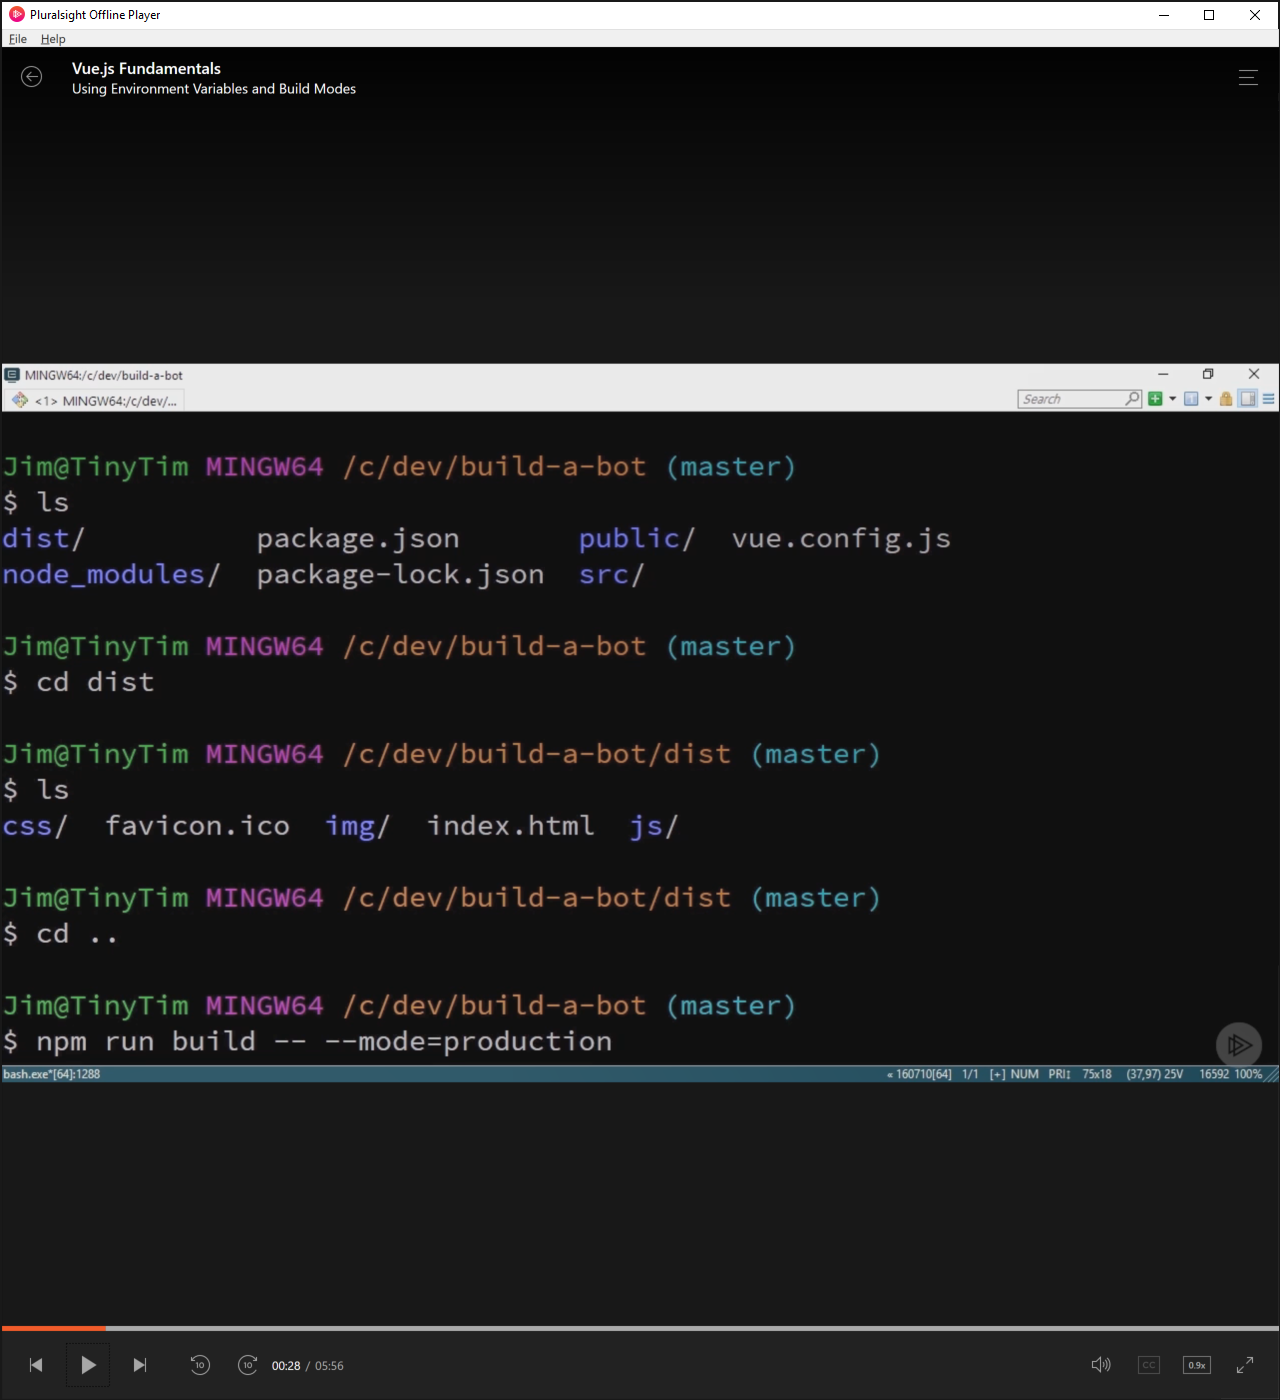 Pluralsight Offline Player
File Help
Vue.js Fundamentals
Using Environment Variables and Build Modes
MINGW64:/c/dev/build-a-bot
<1> MINGW64:/c/dev/...
Search
Jim@TinyTim MINGW64 /c/dev/build-a-bot (master)
$ ls
dist/ package.json public/ vue.config.js
node_modules/ package-lock.json src/
Jim@TinyTim MINGW64 /c/dev/build-a-bot (master)
$ cd dist
Jim@TinyTim MINGW64 /c/dev/build-a-bot/dist (master)
$ ls
css/ favicon.ico img/ index.html js/
Jim@TinyTim MINGW64 /c/dev/build-a-bot/dist (master)
$ cd ..
Jim@TinyTim MINGW64 /c/dev/build-a-bot (master)
$ npm run build -- --mode=production
bash.exe*[64]:1288 « 160710[64] 1/1 [+] NUM PRI↕ 75x18 (37,97) 25V 16592 100%
10 10 00:28 / 05:56 CC 0.9x